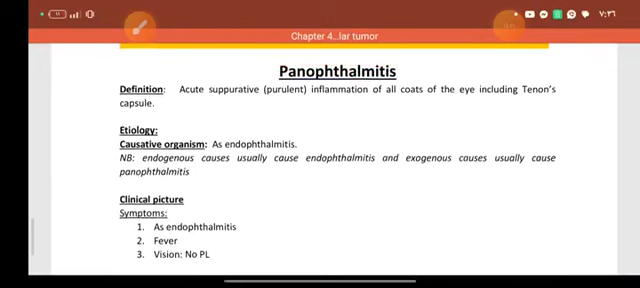 ٧:٣٦
Chapter 4...lar tumor
Panophthalmitis
Definition: Acute suppurative (purulent) inflammation of all coats of the eye including Tenon's
capsule.
Etiology:
Causative organism: As endophthalmitis.
NB: endogenous causes usually cause endophthalmitis and exogenous causes usually cause
panophthalmitis
Clinical picture
Symptoms:
1. As endophthalmitis
2. Fever
3. Vision: No PL